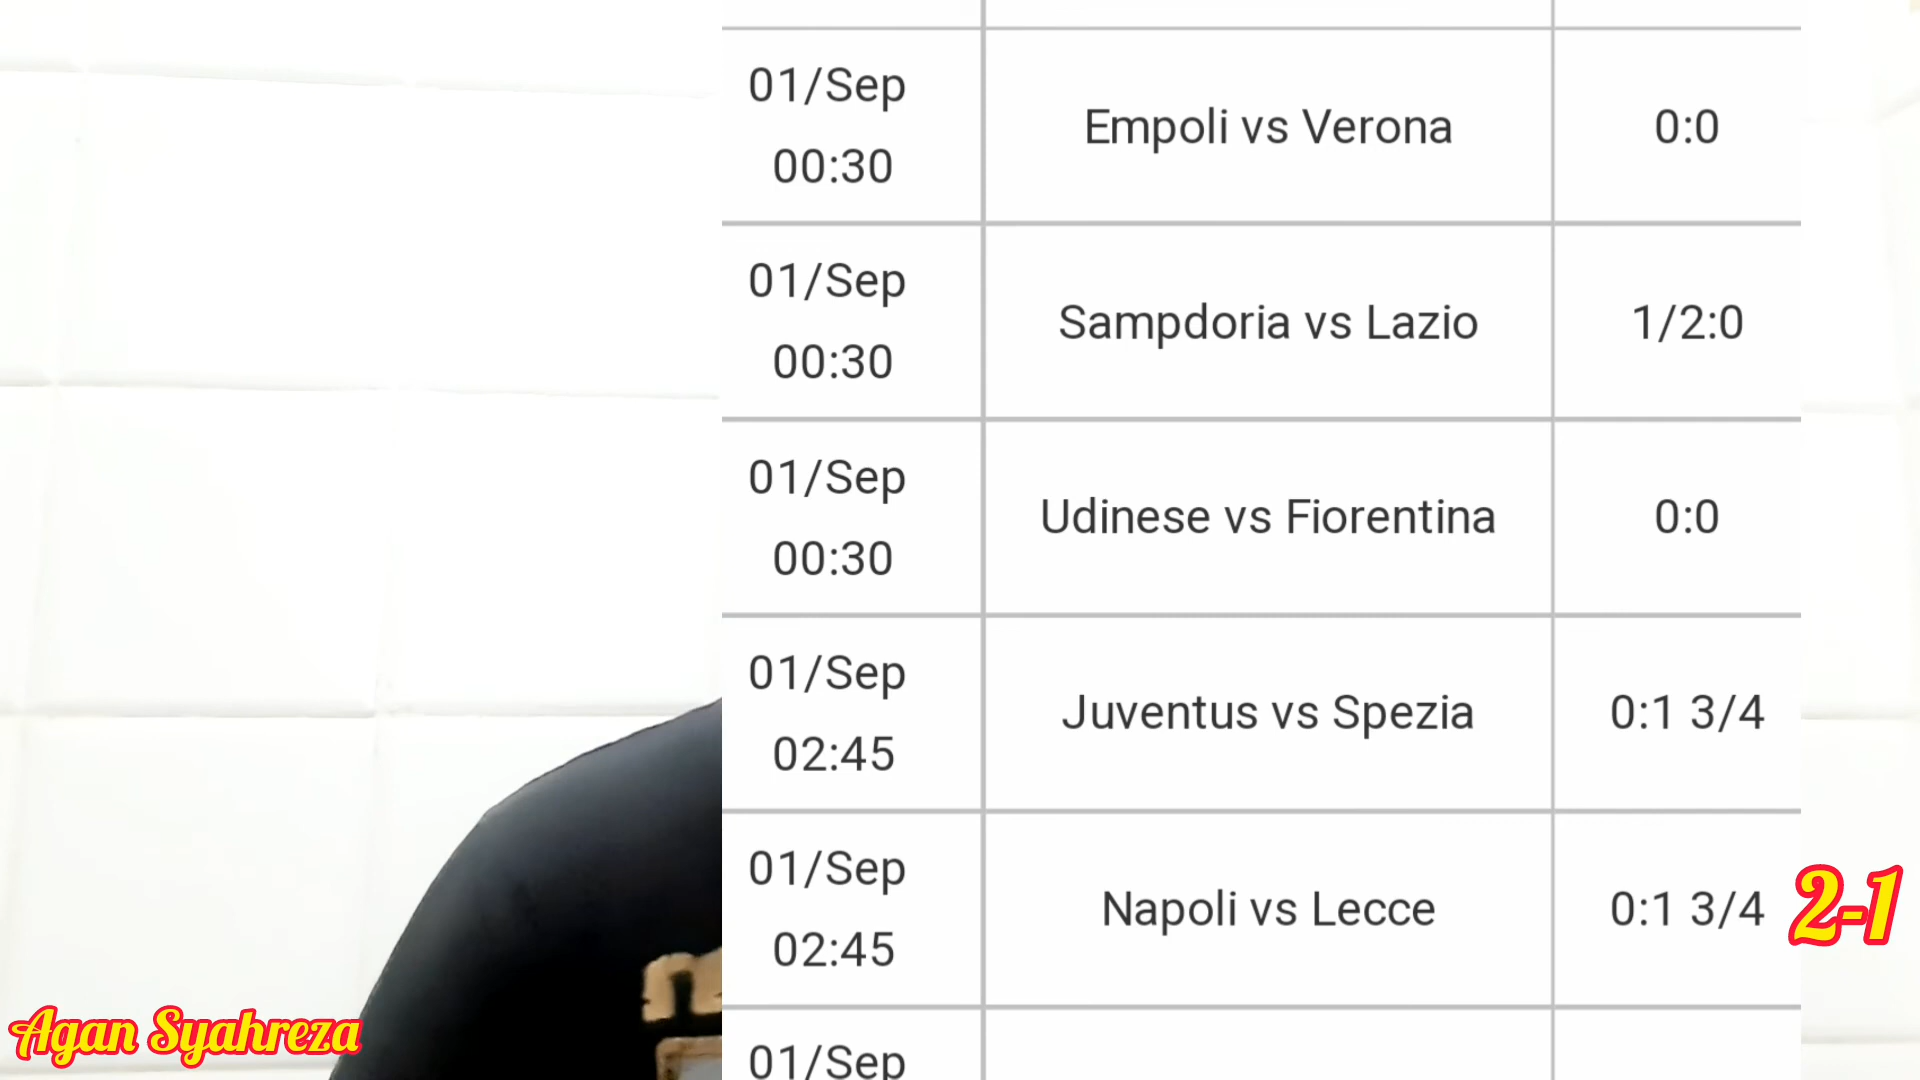 01/Sep
00:30
Empoli vs Verona
0:0
01/Sep
00:30
Sampdoria vs Lazio
1/2:0
01/Sep
00:30
Udinese vs Fiorentina
0:0
01/Sep
02:45
Juventus vs Spezia
0:1 3/4
01/Sep
02:45
Napoli vs Lecce
0:1 3/4
2-1
01/Sep
Agan Syahreza